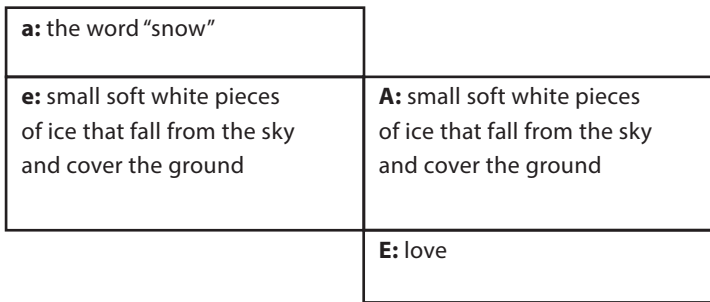 a: the word “snow”
e: small soft white pieces
of ice that fall from the sky
and cover the ground
A: small soft white pieces
of ice that fall from the sky
and cover the ground
E: love